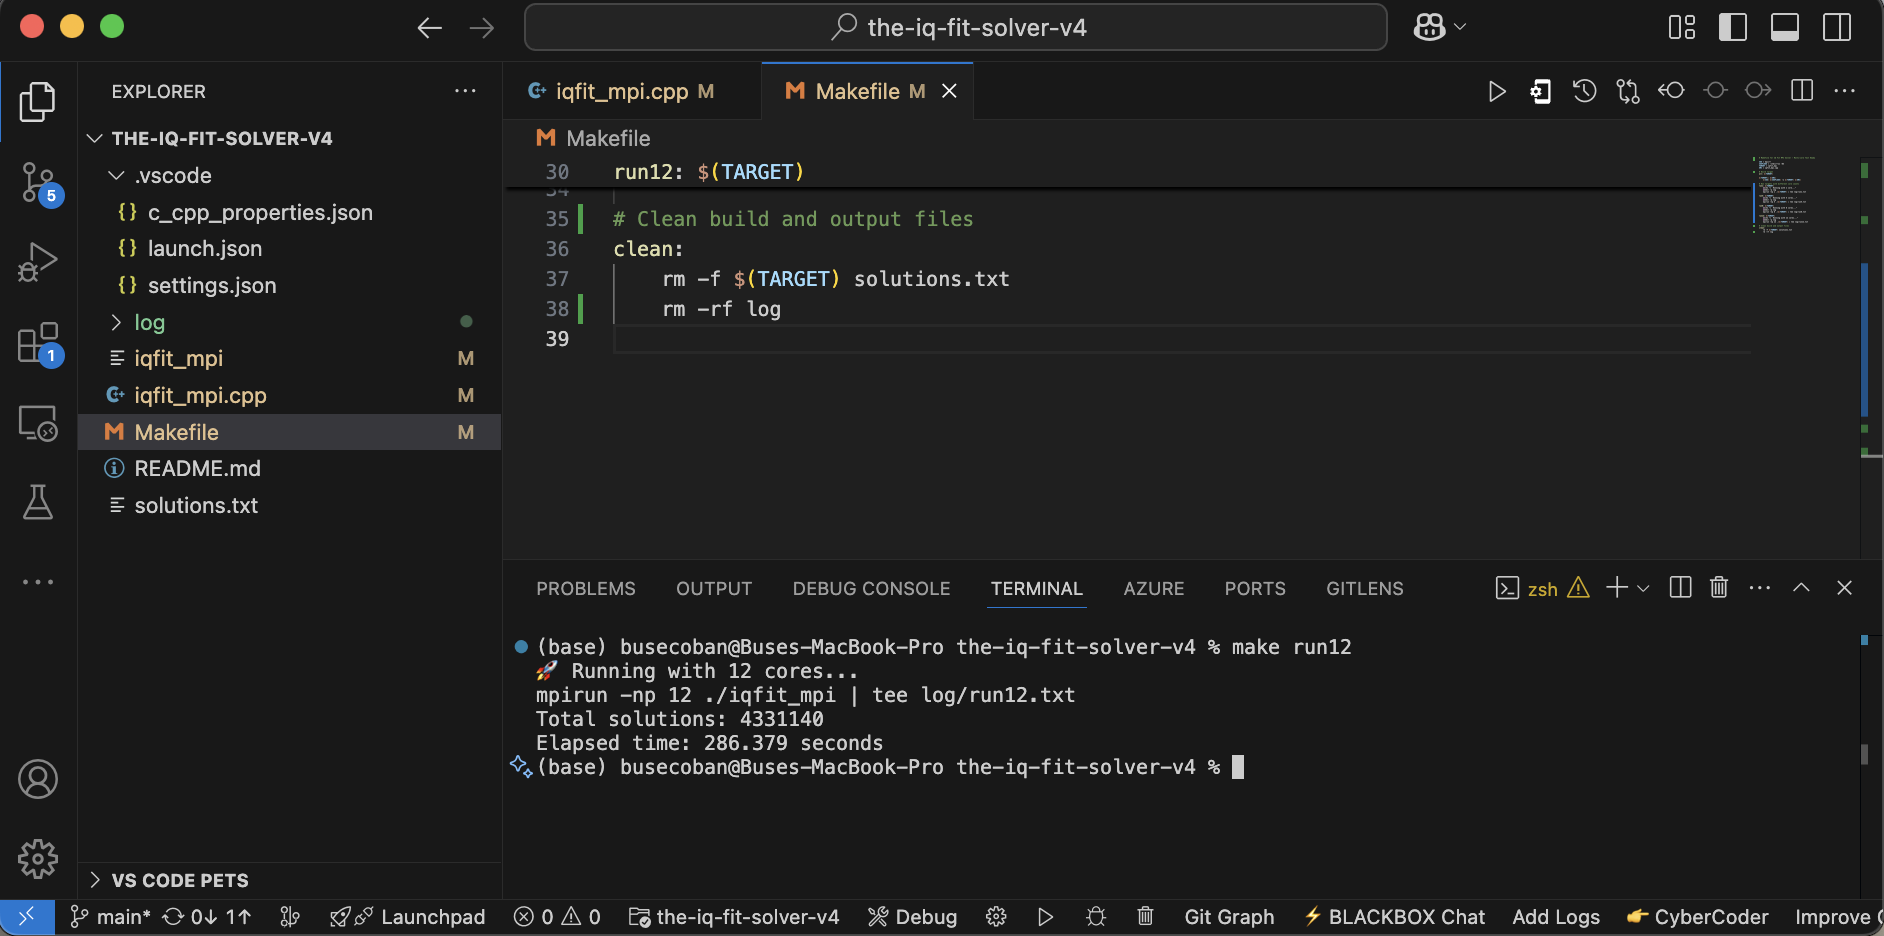 the-iq-fit-solver-v4
EXPLORER
THE-IQ-FIT-SOLVER-V4
.vscode
{} c_cpp_properties.json
{} launch.json
{} settings.json
log
iqfit_mpi M
iqfit_mpi.cpp M
Makefile M
README.md
solutions.txt
VS CODE PETS
5
1
iqfit_mpi.cpp M
Makefile M
Makefile
30 run12: $(TARGET)
34
35 # Clean build and output files
36 clean:
37 rm -f $(TARGET) solutions.txt
38 rm -rf log
39
PROBLEMS OUTPUT DEBUG CONSOLE TERMINAL AZURE PORTS GITLENS
zsh
(base) busecoban@Buses-MacBook-Pro the-iq-fit-solver-v4 % make run12
🚀 Running with 12 cores...
mpirun -np 12 ./iqfit_mpi | tee log/run12.txt
Total solutions: 4331140
Elapsed time: 286.379 seconds
(base) busecoban@Buses-MacBook-Pro the-iq-fit-solver-v4 %
main* 0↓ 1↑ Launchpad 0 0 the-iq-fit-solver-v4 Debug Git Graph ⚡ BLACKBOX Chat Add Logs 👉 CyberCoder Improve